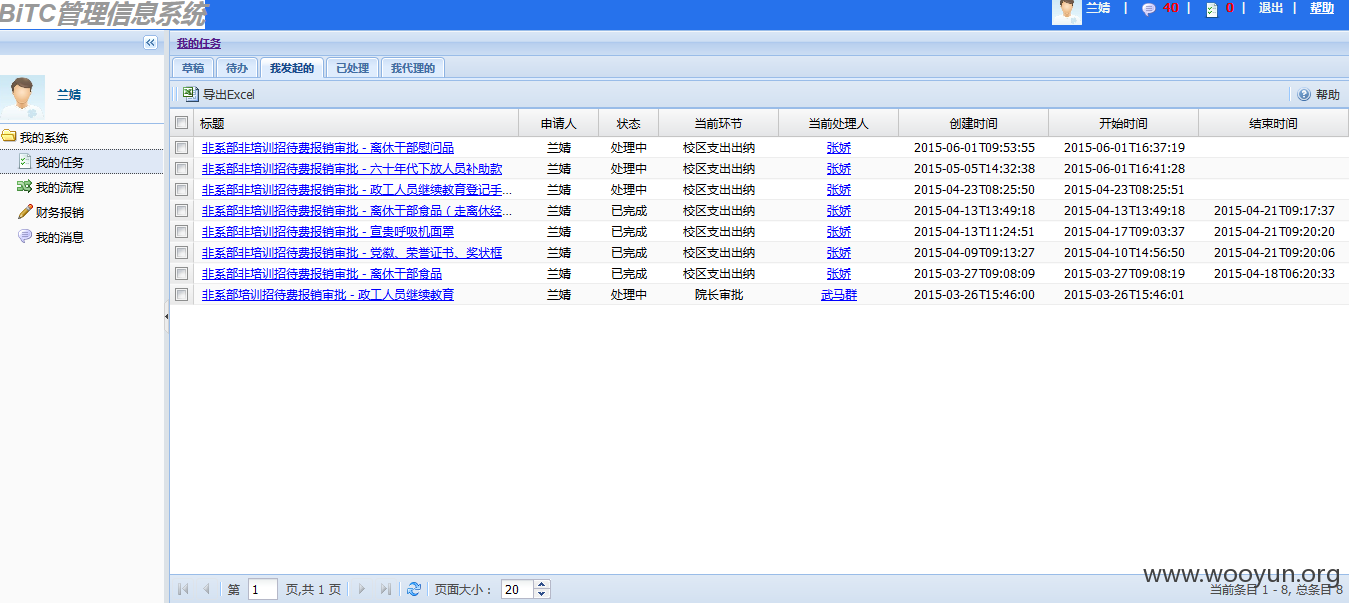 BiTC管理信息系统
兰婧 | 40 | 0 | 退出 | 帮助
我的任务
兰婧
草稿 待办 我发起的 已处理 我代理的
导出Excel 帮助
我的系统
我的任务
我的流程
财务报销
我的消息
标题 申请人 状态 当前环节 当前处理人 创建时间 开始时间 结束时间
非系部非培训招待费报销审批 - 离休干部慰问品 兰婧 处理中 校区支出出纳 张娇 2015-06-01T09:53:55 2015-06-01T16:37:19
非系部非培训招待费报销审批 - 六十年代下放人员补助款 兰婧 处理中 校区支出出纳 张娇 2015-05-05T14:32:38 2015-06-01T16:41:28
非系部非培训招待费报销审批 - 政工人员继续教育登记手... 兰婧 处理中 校区支出出纳 张娇 2015-04-23T08:25:50 2015-04-23T08:25:51
非系部非培训招待费报销审批 - 离休干部食品（走离休经... 兰婧 已完成 校区支出出纳 张娇 2015-04-13T13:49:18 2015-04-13T13:49:18 2015-04-21T09:17:37
非系部非培训招待费报销审批 - 宣贵呼吸机面罩 兰婧 已完成 校区支出出纳 张娇 2015-04-13T11:24:51 2015-04-17T09:03:37 2015-04-21T09:20:20
非系部非培训招待费报销审批 - 党徽、荣誉证书、奖状框 兰婧 已完成 校区支出出纳 张娇 2015-04-09T09:13:27 2015-04-10T14:56:50 2015-04-21T09:20:06
非系部非培训招待费报销审批 - 离休干部食品 兰婧 已完成 校区支出出纳 张娇 2015-03-27T09:08:09 2015-03-27T09:08:19 2015-04-18T06:20:33
非系部培训招待费报销审批 - 政工人员继续教育 兰婧 处理中 院长审批 武马群 2015-03-26T15:46:00 2015-03-26T15:46:01
第 1 页,共 1 页 页面大小： 20 当前条目 1 - 8, 总条目 8
www.wooyun.org